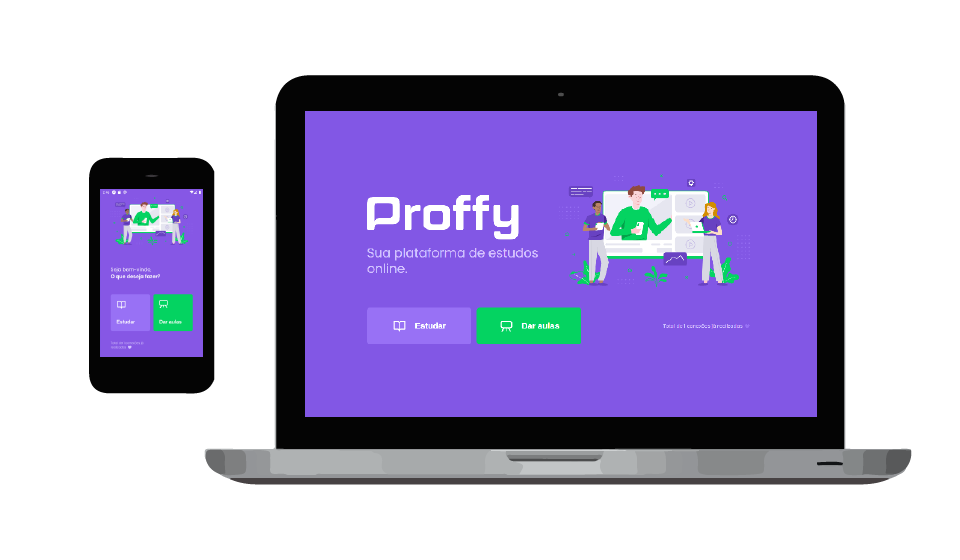 Seja bem-vindo.
O que deseja fazer?
Estudar
Dar aulas
Proffy
Sua plataforma de estudos
online.
Estudar
Dar aulas
Total de 1 conexões já realizadas